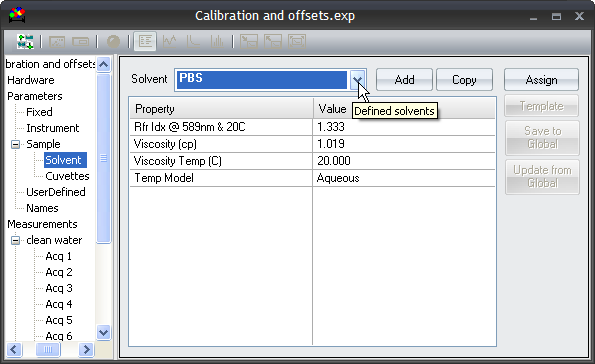 Calibration and offsets.exp
bration and offsets
Hardware
Parameters
Fixed
Instrument
Sample
Solvent
Cuvettes
UserDefined
Names
Measurements
clean water
Acq 1
Acq 2
Acq 3
Acq 4
Acq 5
Acq 6
Solvent PBS Add Copy Assign
Defined solvents
Property Value
Rfr Idx @ 589nm & 20C 1.333
Viscosity (cp) 1.019
Viscosity Temp (C) 20.000
Temp Model Aqueous
Template
Save to
Global
Update from
Global